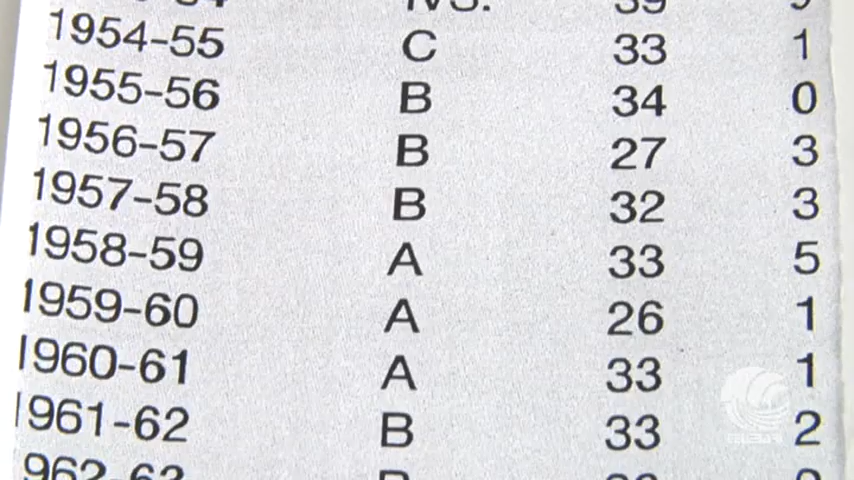 1954-55 C 33 1
1955-56 B 34 0
1956-57 B 27 3
1957-58 B 32 3
1958-59 A 33 5
1959-60 A 26 1
1960-61 A 33 1
1961-62 B 33 2